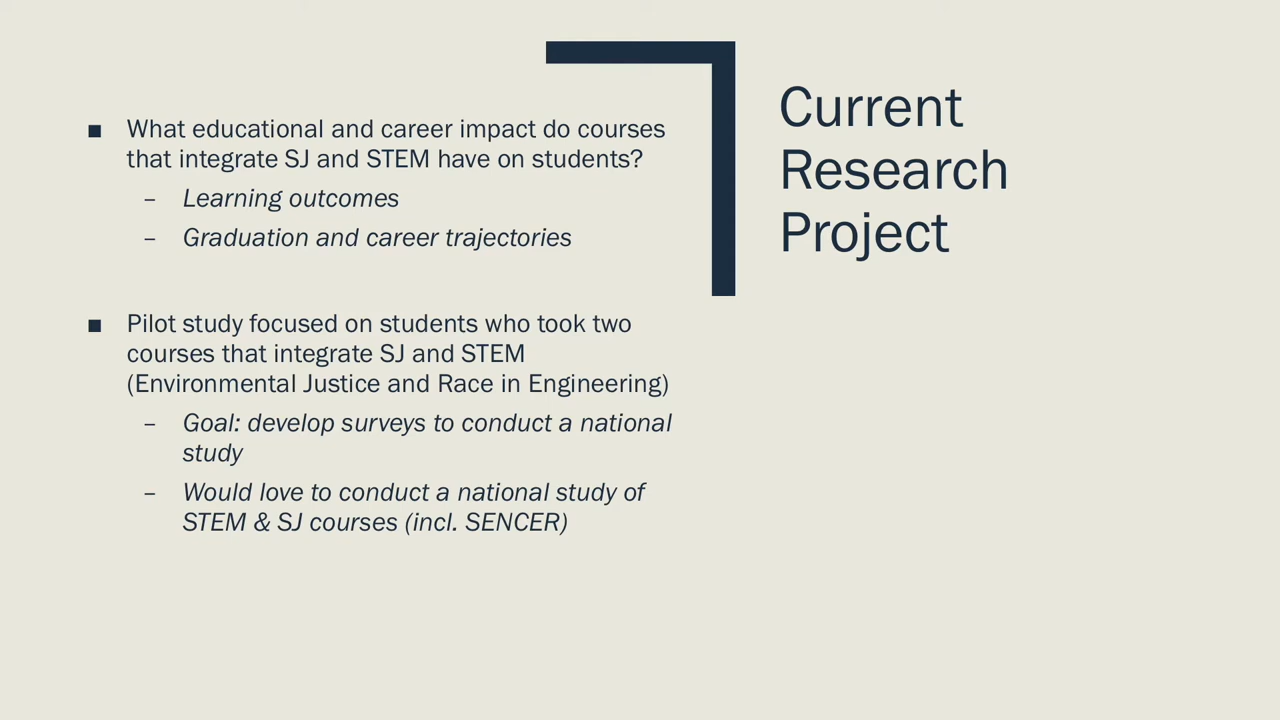 Current
Research
Project
■ What educational and career impact do courses
that integrate SJ and STEM have on students?
– Learning outcomes
– Graduation and career trajectories
■ Pilot study focused on students who took two
courses that integrate SJ and STEM
(Environmental Justice and Race in Engineering)
– Goal: develop surveys to conduct a national
study
– Would love to conduct a national study of
STEM & SJ courses (incl. SENCER)